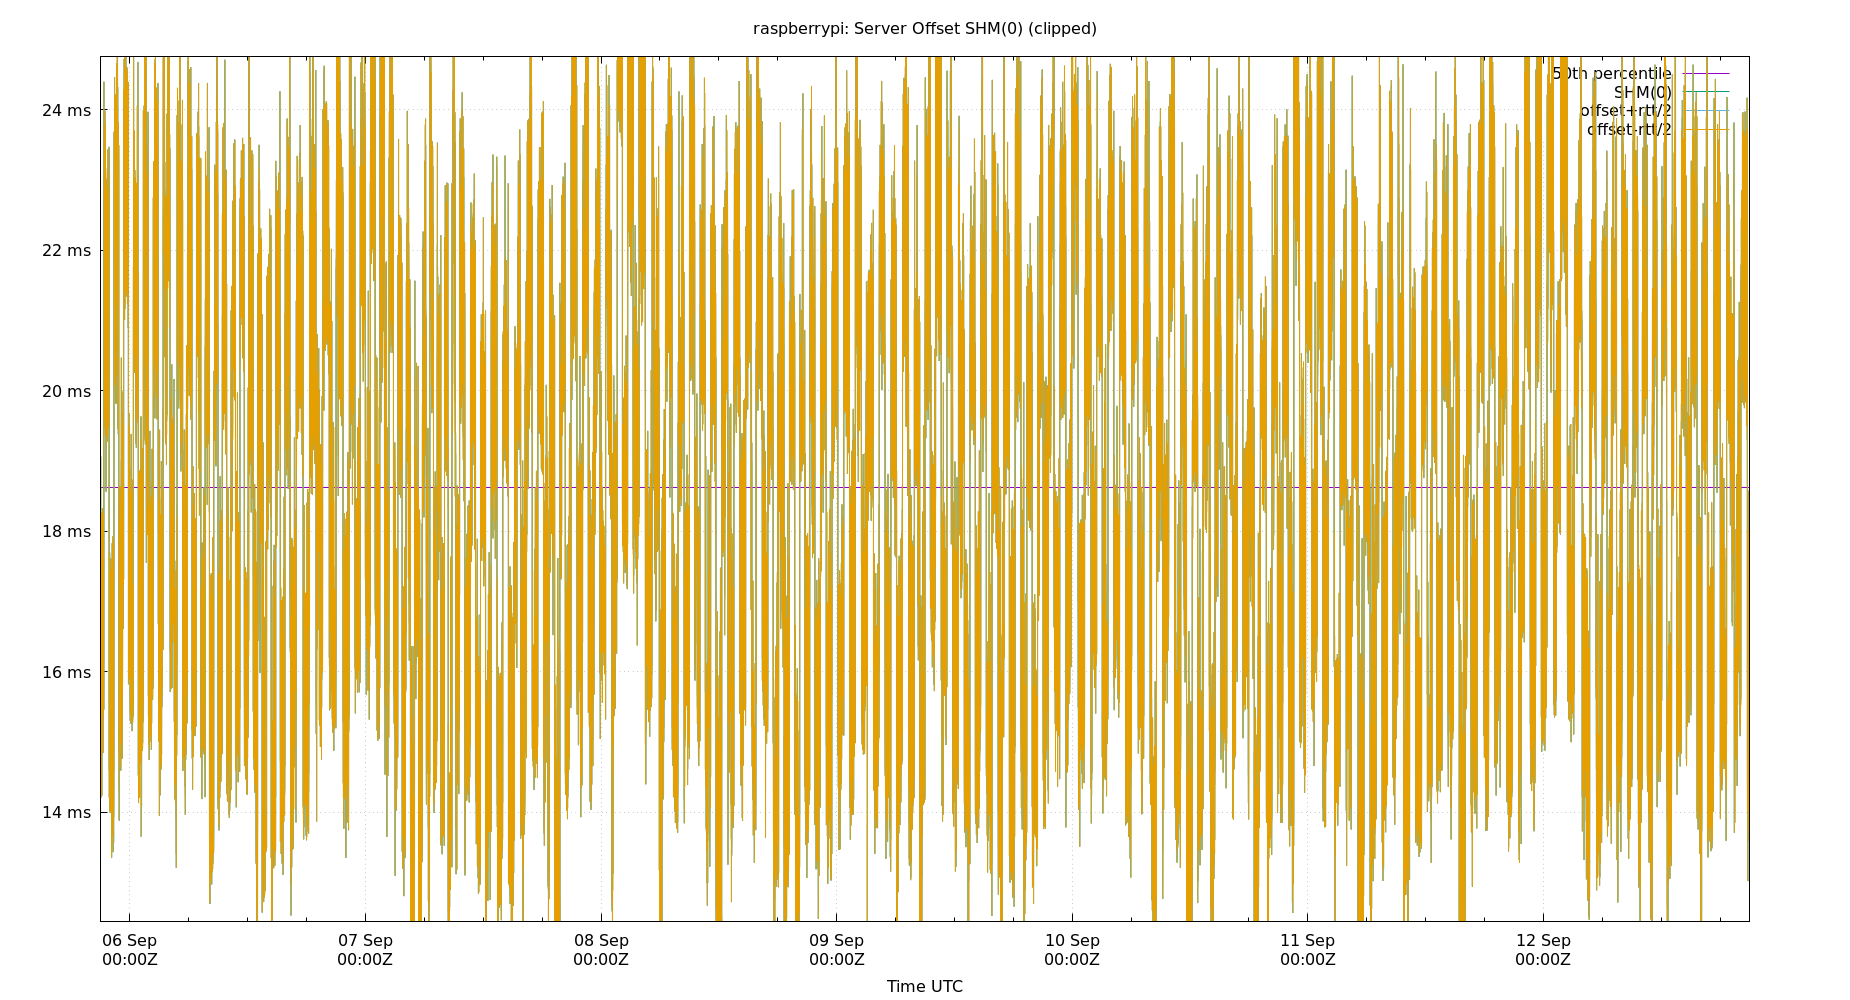 raspberrypi: Server Offset SHM(0) (clipped)
50th percentile
SHM(0)
offset+rtt/2
offset-rtt/2
24 ms
22 ms
20 ms
18 ms
16 ms
14 ms
06 Sep 07 Sep 08 Sep 09 Sep 10 Sep 11 Sep 12 Sep
00:00Z 00:00Z 00:00Z 00:00Z 00:00Z 00:00Z 00:00Z
Time UTC